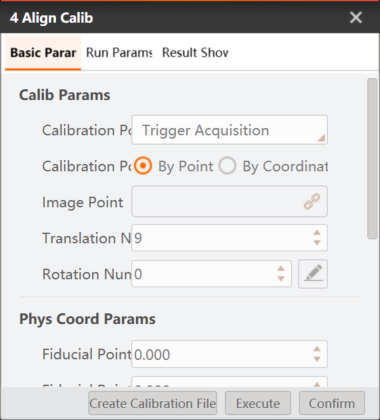 4 Align Calib
Basic Parar Run Params Result Shov
Calib Params
Calibration Po Trigger Acquisition
Calibration Po By Point By Coordinat
Image Point
Translation N 9
Rotation Nun 0
Phys Coord Params
Fiducial Point 0.000
Create Calibration File Execute Confirm